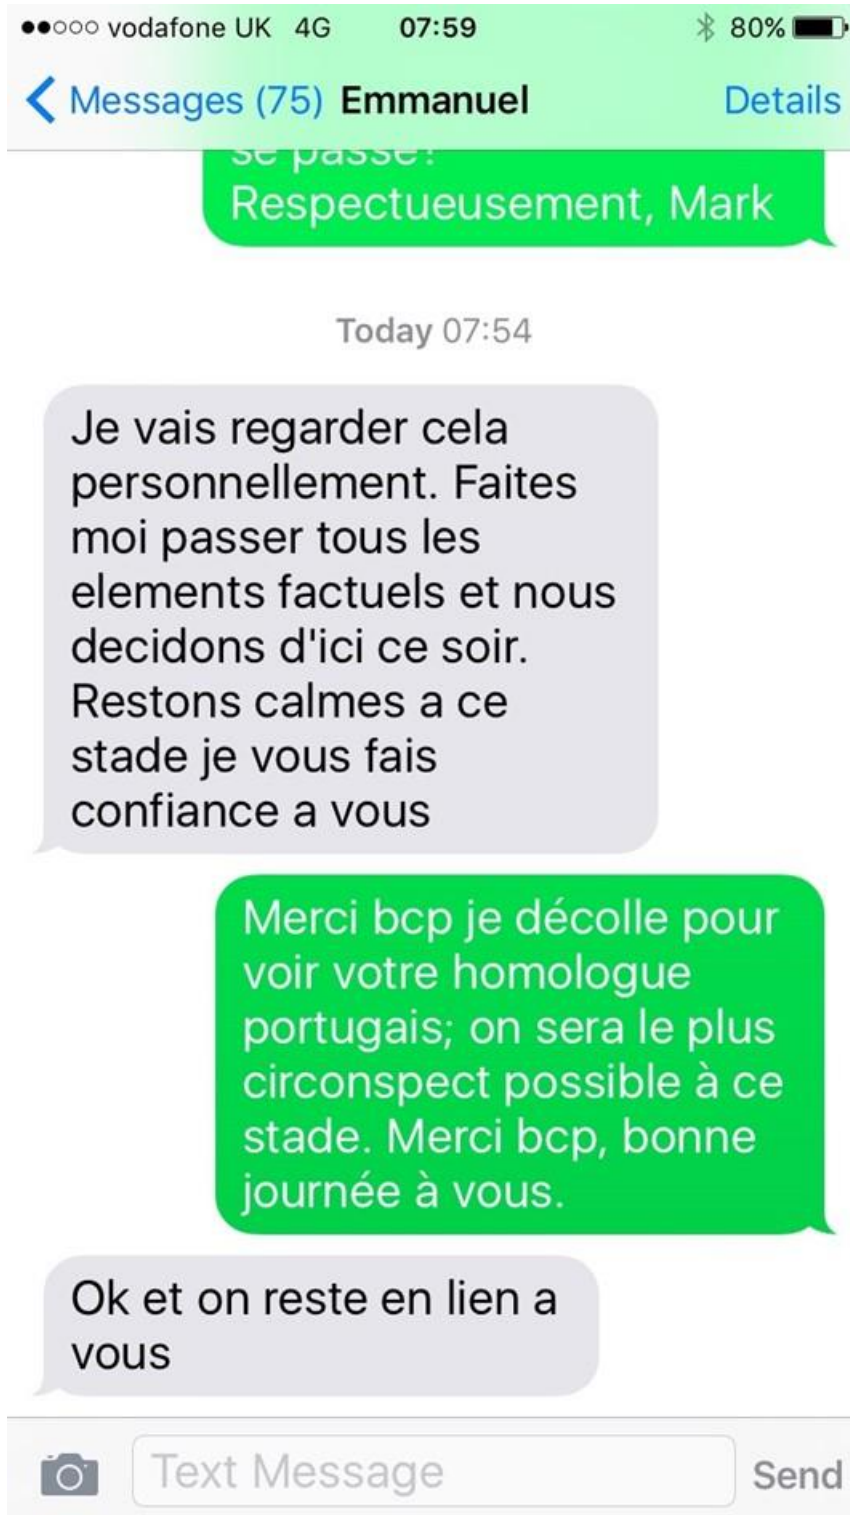 vodafone UK 4G 07:59 80%
Messages (75) Emmanuel Details
se passe!
Respectueusement, Mark
Today 07:54
Je vais regarder cela
personnellement. Faites
moi passer tous les
elements factuels et nous
decidons d'ici ce soir.
Restons calmes a ce
stade je vous fais
confiance a vous
Merci bcp je décolle pour
voir votre homologue
portugais; on sera le plus
circonspect possible à ce
stade. Merci bcp, bonne
journée à vous.
Ok et on reste en lien a
vous
Text Message Send